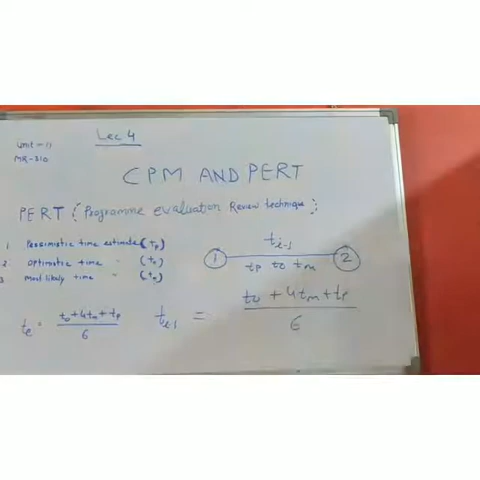 Lec 4
Unit-II
MR-310
CPM AND PERT
PERT (Programme evaluation Review technique)
1 Pessimistic time estimate (tp)
2. optimistic time " (to)
3 most likely time " (tm)
te-1
1 2
tp to tm
te = to+4tm+tp / 6
te-1 = to + 4tm + tp / 6